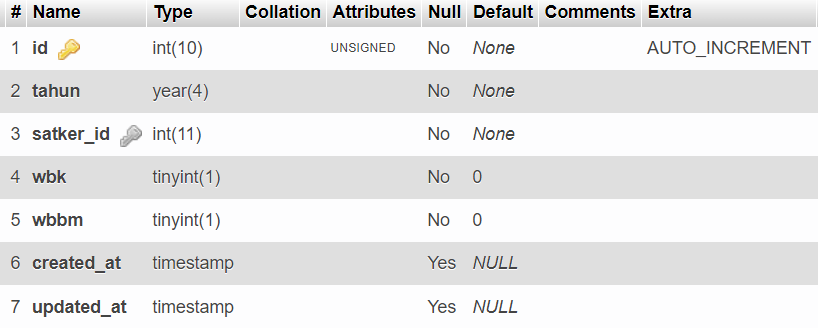 # Name Type Collation Attributes Null Default Comments Extra
1 id int(10) UNSIGNED No None AUTO_INCREMENT
2 tahun year(4) No None
3 satker_id int(11) No None
4 wbk tinyint(1) No 0
5 wbbm tinyint(1) No 0
6 created_at timestamp Yes NULL
7 updated_at timestamp Yes NULL